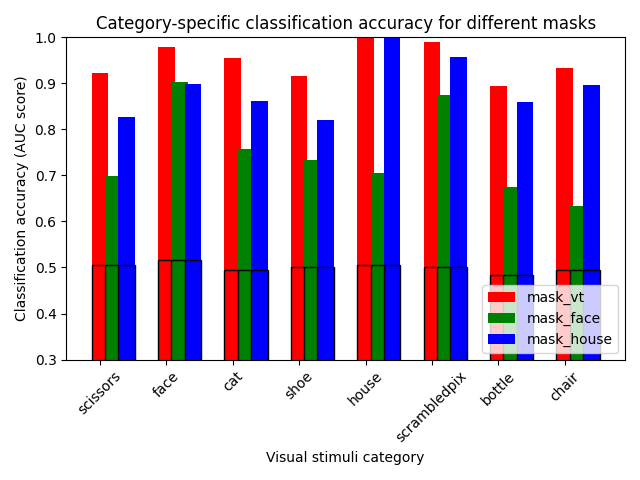 Category-specific classification accuracy for different masks
Classification accuracy (AUC score)
1.0
0.9
0.8
0.7
0.6
0.5
0.4
0.3
mask_vt
mask_face
mask_house
scissors
face
cat
shoe
house
scrambledpix
bottle
chair
Visual stimuli category